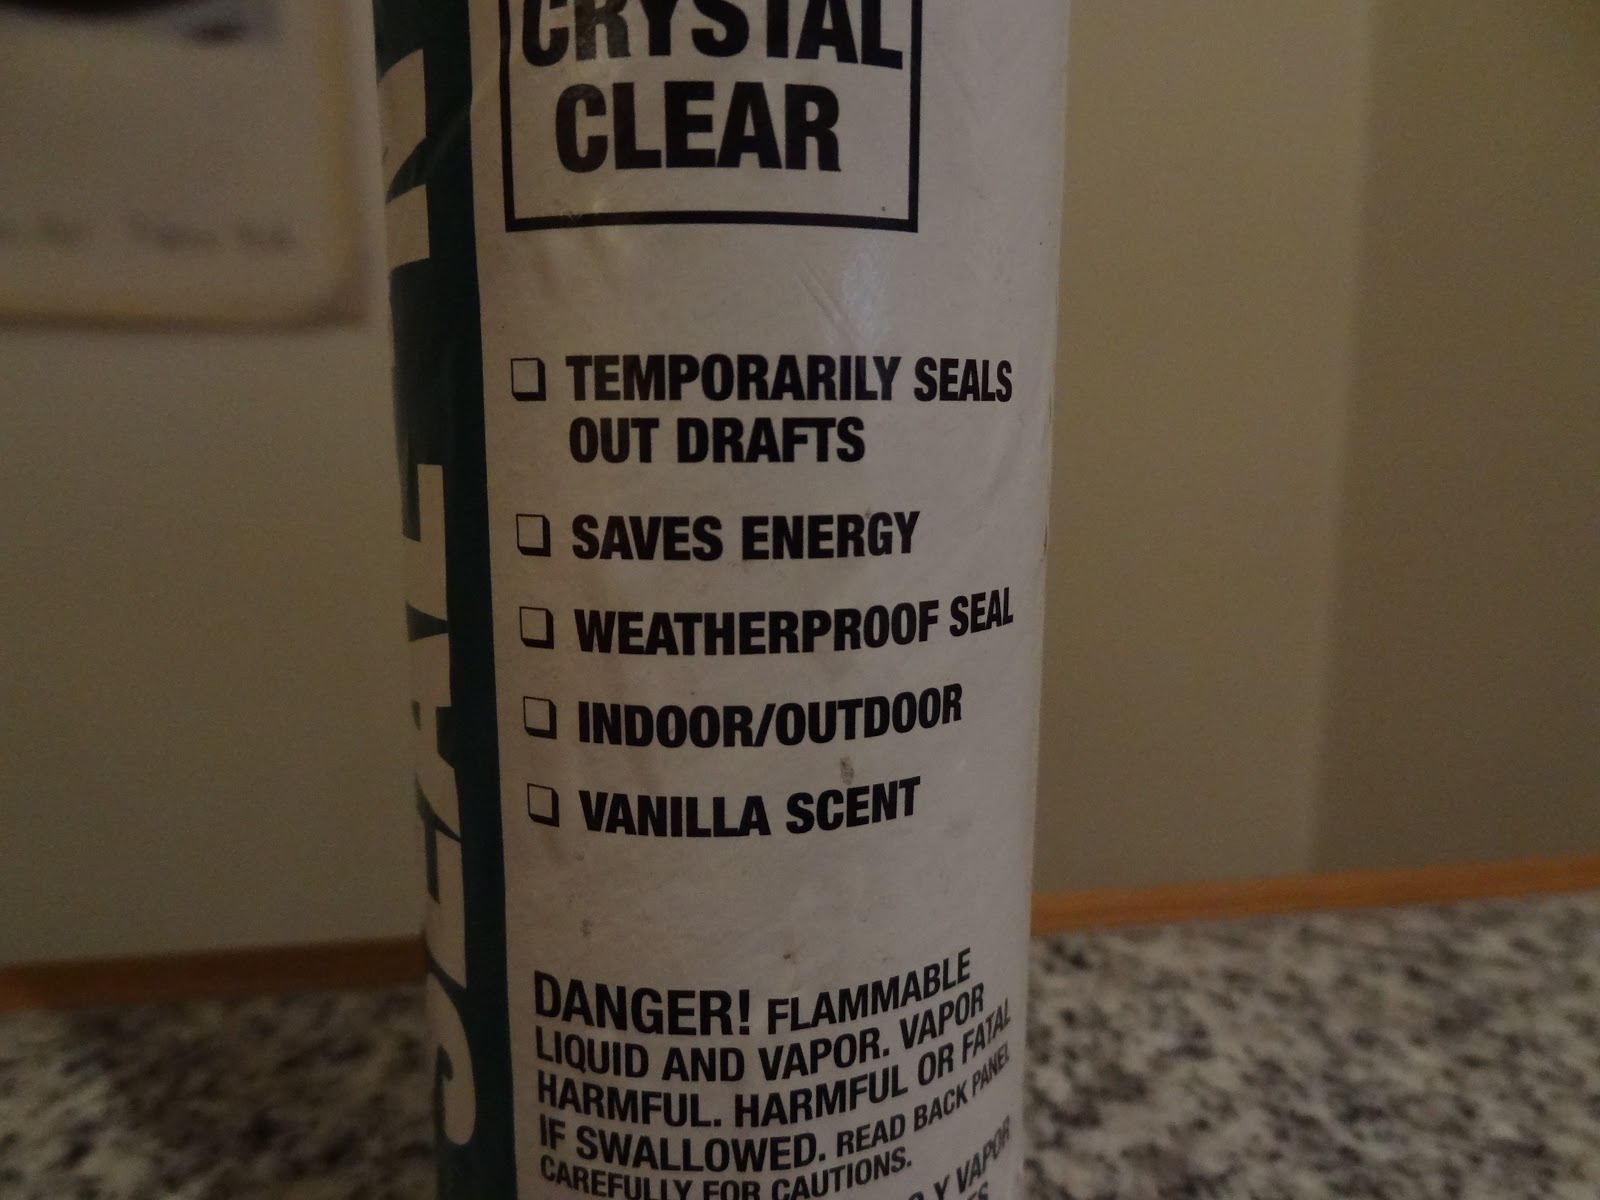 CRYSTAL
CLEAR
❏ TEMPORARILY SEALS
OUT DRAFTS
❏ SAVES ENERGY
❏ WEATHERPROOF SEAL
❏ INDOOR/OUTDOOR
❏ VANILLA SCENT
DANGER! FLAMMABLE
LIQUID AND VAPOR. VAPOR
HARMFUL. HARMFUL OR FATAL
IF SWALLOWED. READ BACK PANEL
CAREFULLY FOR CAUTIONS.
Y VAPOR